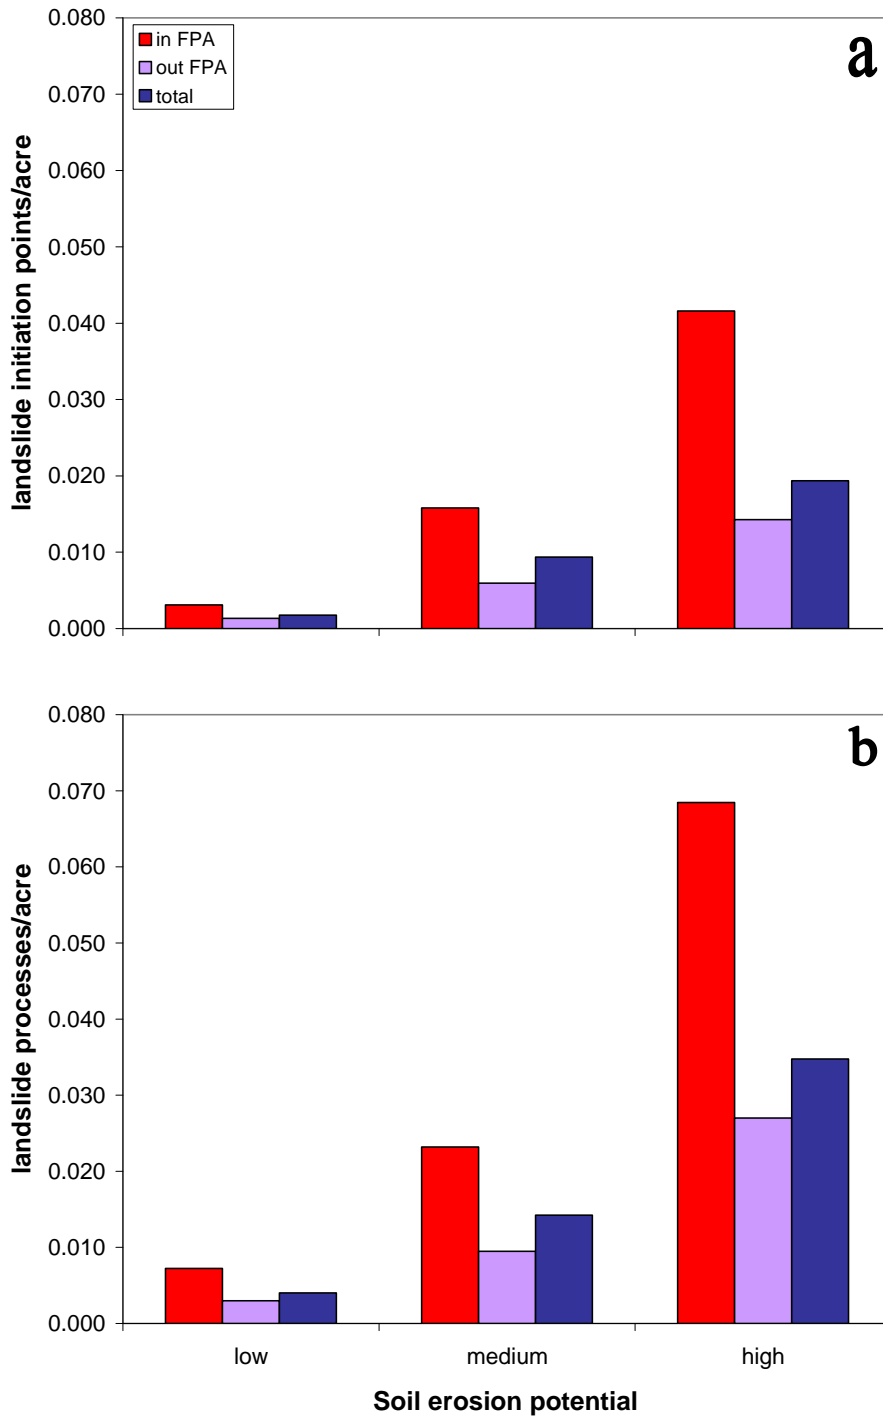 0.080
0.070
0.060
0.050
0.040
0.030
0.020
0.010
0.000
landslide initiation points/acre
in FPA
out FPA
total
a
0.080
0.070
0.060
0.050
0.040
0.030
0.020
0.010
0.000
landslide processes/acre
b
low medium high
Soil erosion potential